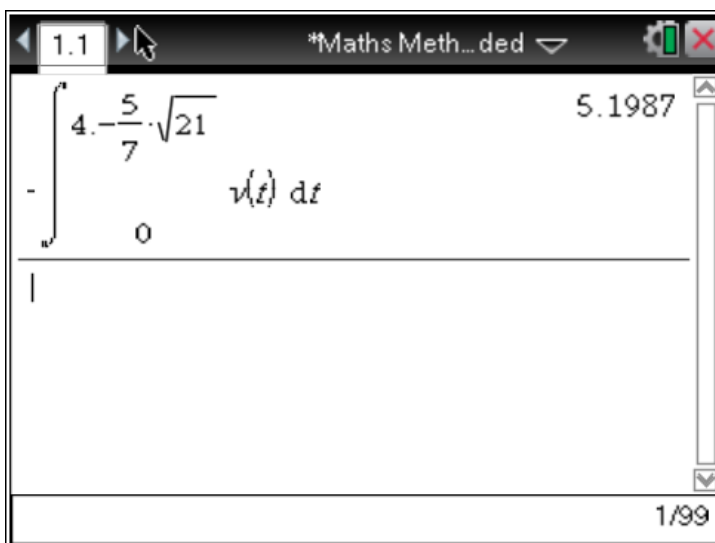 1.1 *Maths Meth…ded
-∫ 4.-5/7·√21 5.1987
v(t) dt
0
1/99